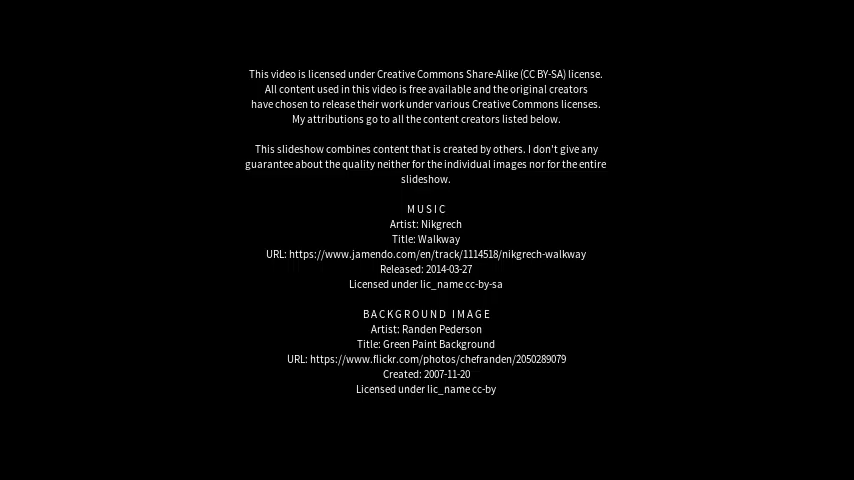 This video is licensed under Creative Commons Share-Alike (CC BY-SA) license.
All content used in this video is free available and the original creators
have chosen to release their work under various Creative Commons licenses.
My attributions go to all the content creators listed below.
This slideshow combines content that is created by others. I don't give any
guarantee about the quality neither for the individual images nor for the entire
slideshow.
MUSIC
Artist: Nikgrech
Title: Walkway
URL: https://www.jamendo.com/en/track/1114518/nikgrech-walkway
Released: 2014-03-27
Licensed under lic_name cc-by-sa
BACKGROUND IMAGE
Artist: Randen Pederson
Title: Green Paint Background
URL: https://www.flickr.com/photos/chefranden/2050289079
Created: 2007-11-20
Licensed under lic_name cc-by